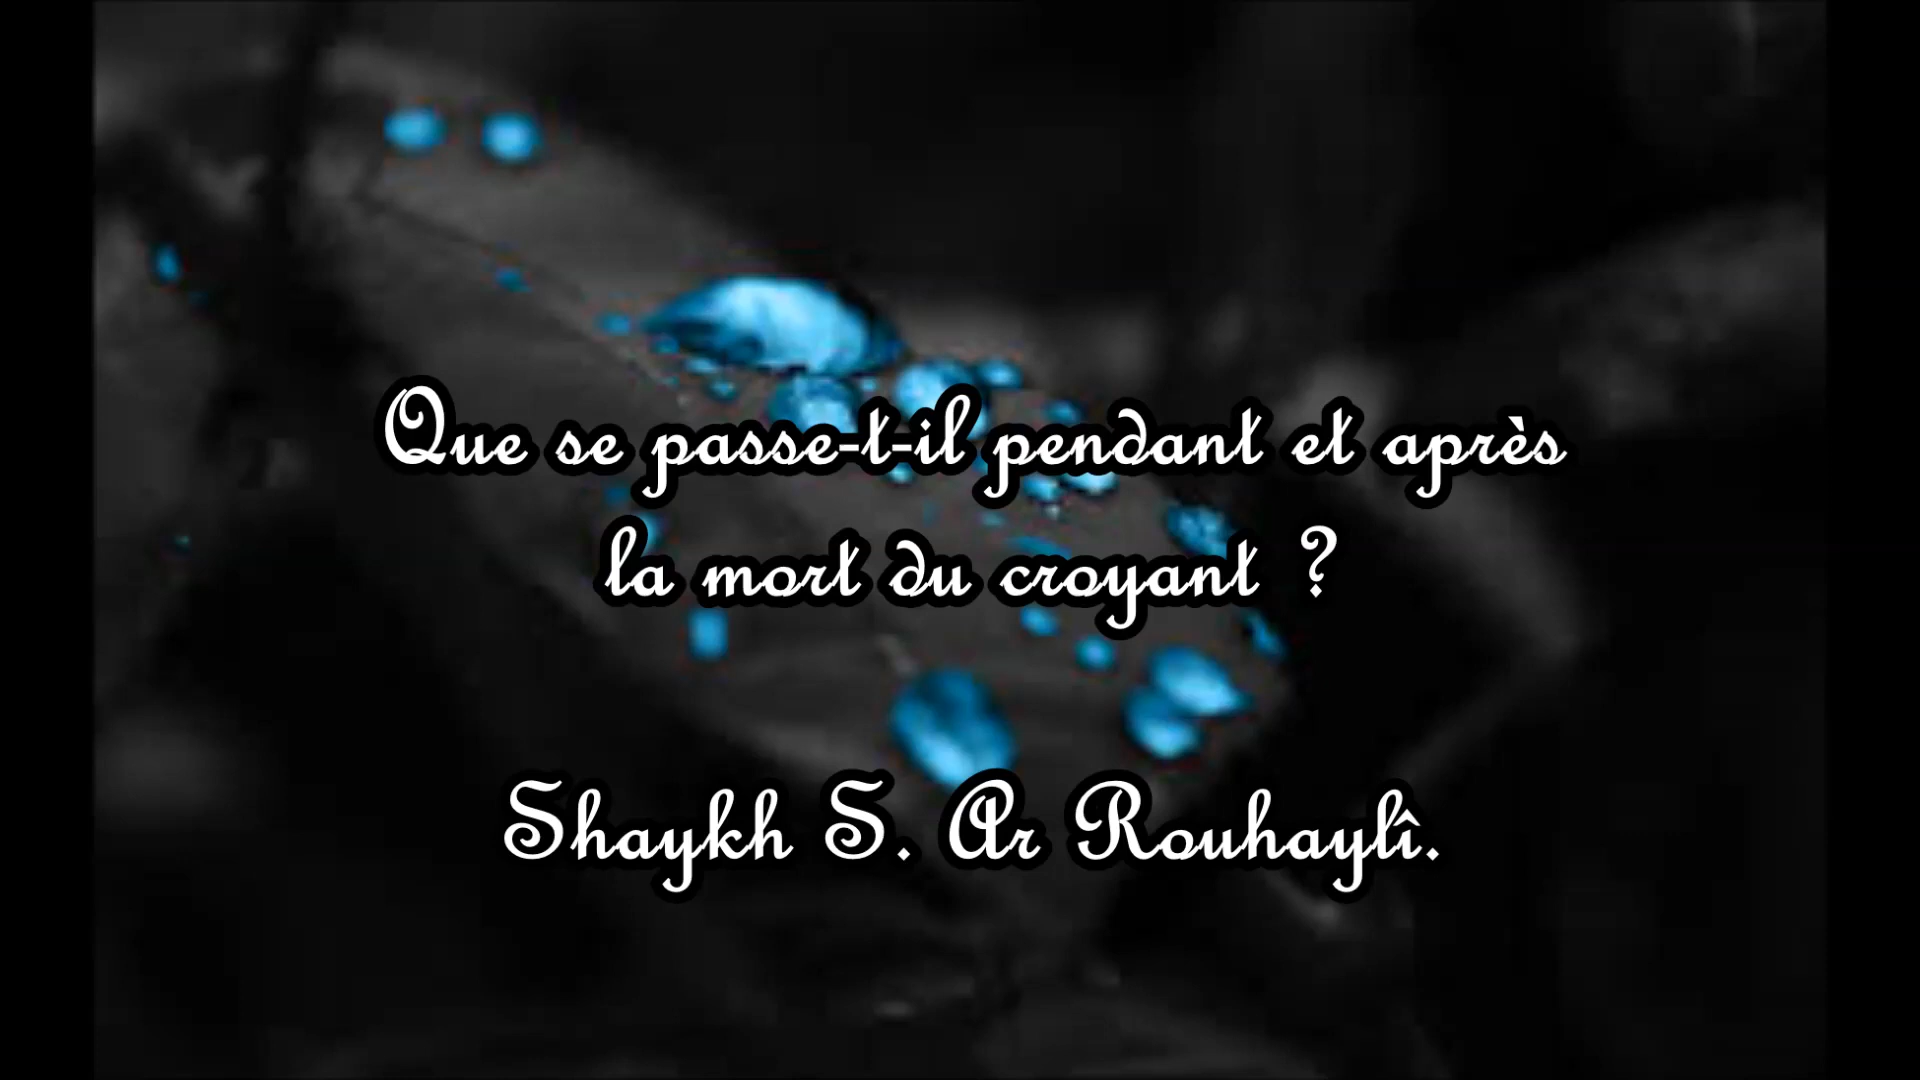 Que se passe-t-il pendant et après
la mort du croyant ?
Shaykh S. Ar Rouhaylî.